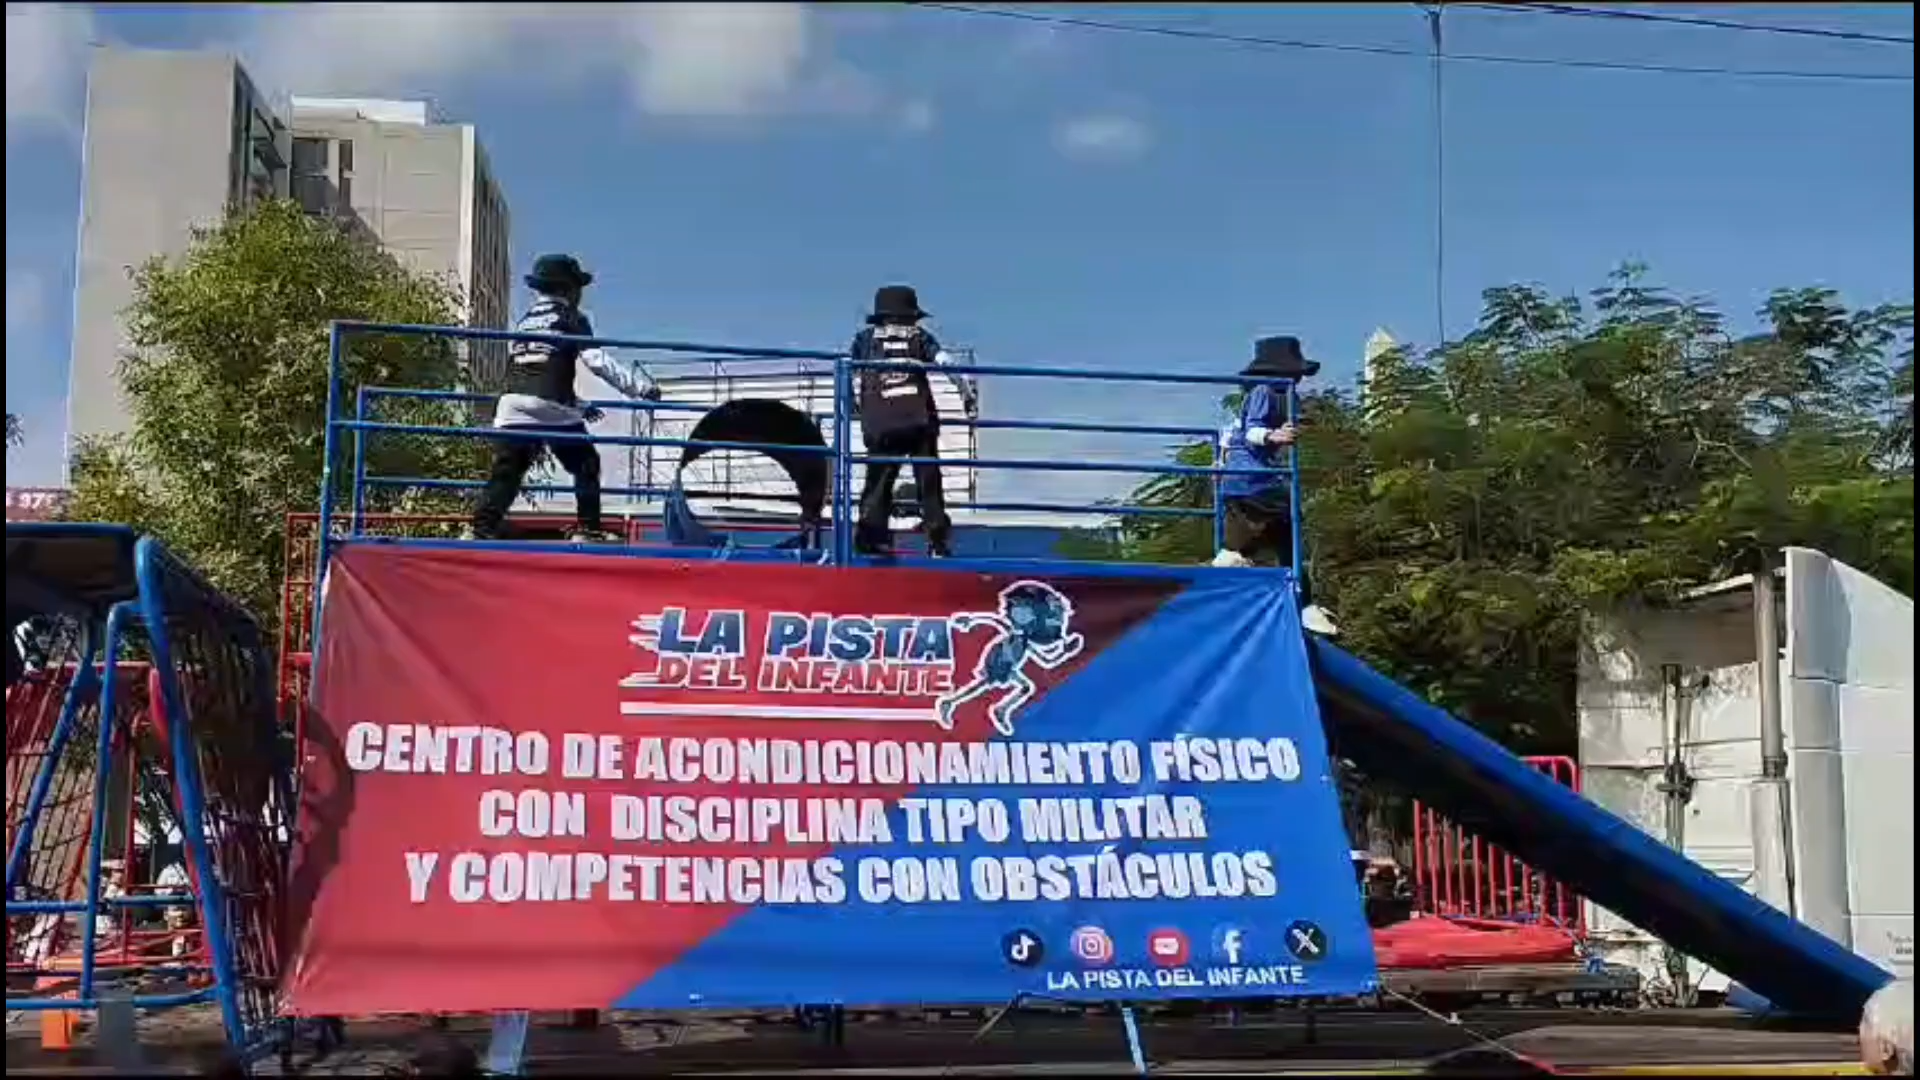 LA PISTA
DEL INFANTE
CENTRO DE ACONDICIONAMIENTO FÍSICO
CON DISCIPLINA TIPO MILITAR
Y COMPETENCIAS CON OBSTÁCULOS
LA PISTA DEL INFANTE